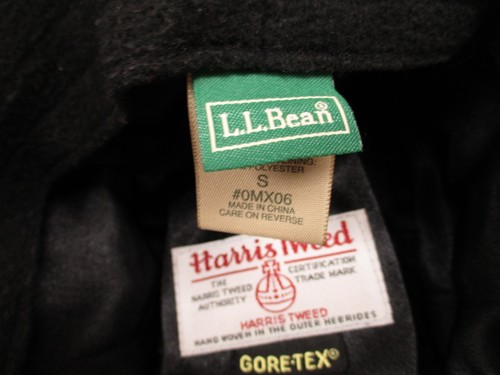 L.L.Bean®
LINING:
POLYESTER
S
#0MX06
MADE IN CHINA
CARE ON REVERSE
Harris Tweed
THE
HARRIS TWEED
AUTHORITY
CERTIFICATION
TRADE MARK
HARRIS TWEED
HAND WOVEN IN THE OUTER HEBRIDES
GORE-TEX®